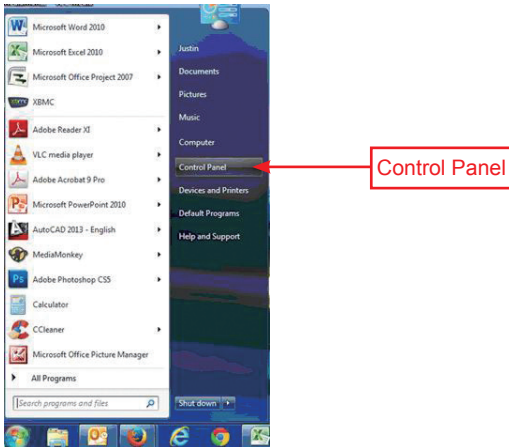 Microsoft Word 2010
Microsoft Excel 2010
Microsoft Office Project 2007
XBMC
Adobe Reader XI
VLC media player
Adobe Acrobat 9 Pro
Microsoft PowerPoint 2010
AutoCAD 2013 - English
MediaMonkey
Ps
Adobe Photoshop CS5
Calculator
CCleaner
Microsoft Office Picture Manager
All Programs
Search programs and files
Justin
Documents
Pictures
Music
Computer
Control Panel
Devices and Printers
Default Programs
Help and Support
Shut down
Control Panel